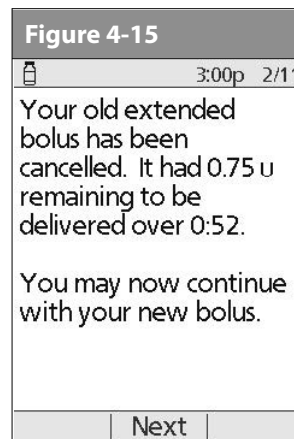 Figure 4-15
3:00p 2/11
Your old extended
bolus has been
cancelled. It had 0.75 u
remaining to be
delivered over 0:52.
You may now continue
with your new bolus.
Next